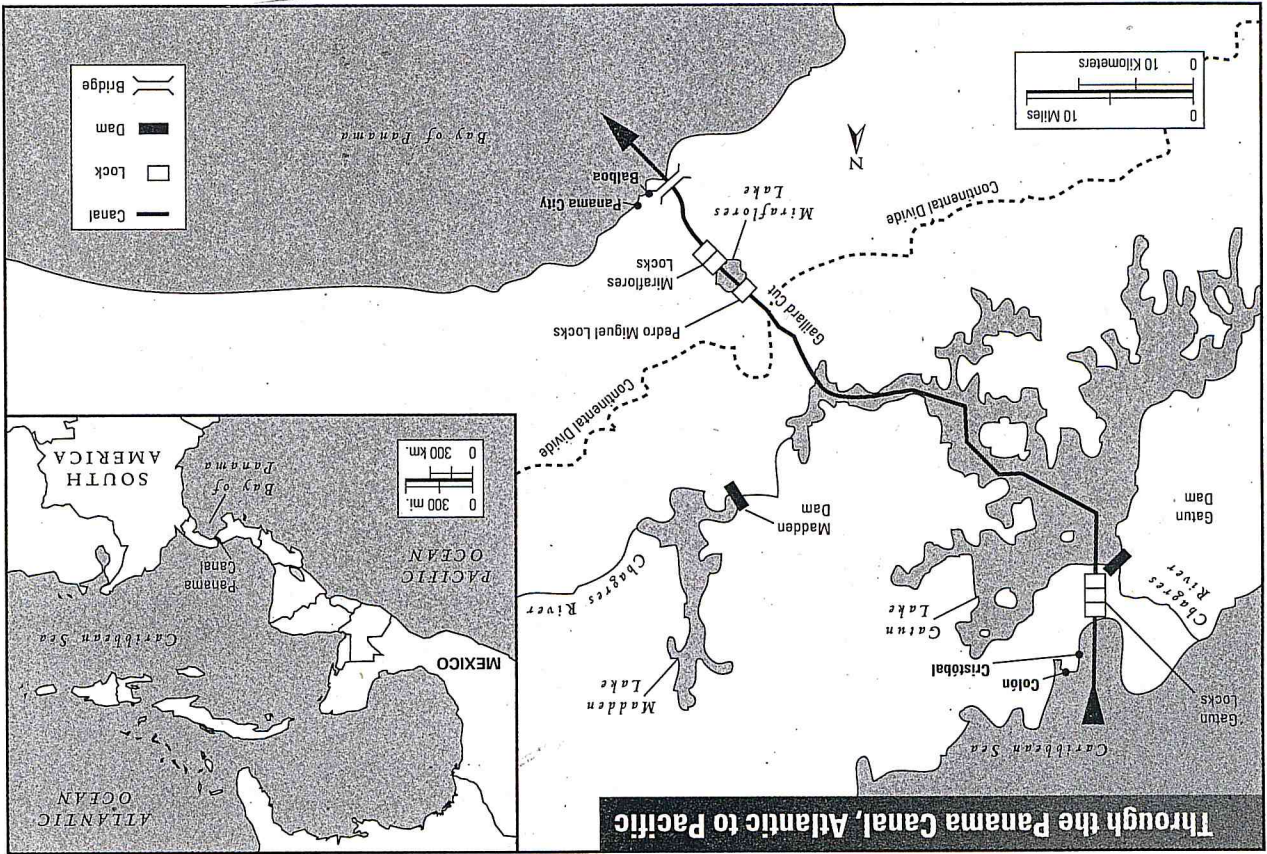 Through the Panama Canal, Atlantic to Pacific
Caribbean Sea
Gatun
Locks
Colón
Cristóbal
Chagres
River
Gatun
Lake
Gatun
Dam
Madden
Lake
Chagres River
Madden
Dam
Continental Divide
Gaillard Cut
Pedro Miguel Locks
Miraflores
Locks
Miraflores
Lake
Continental Divide
Panama City
Balboa
Bay of Panama
N
0 10 Miles
0 10 Kilometers
ATLANTIC
OCEAN
MEXICO
Caribbean Sea
Panama
Canal
PACIFIC
OCEAN
Bay of
Panama
SOUTH
AMERICA
0 300 mi.
0 300 km.
Canal
Lock
Dam
Bridge